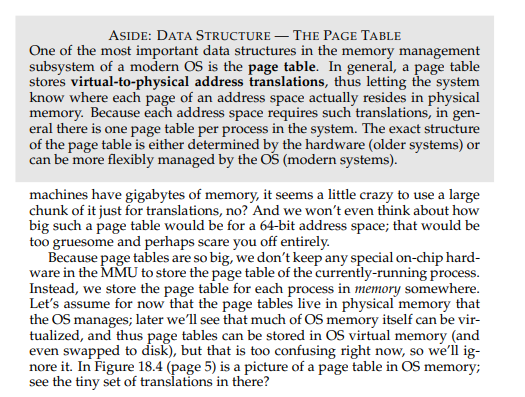 ASIDE: DATA STRUCTURE — THE PAGE TABLE
One of the most important data structures in the memory management
subsystem of a modern OS is the page table. In general, a page table
stores virtual-to-physical address translations, thus letting the system
know where each page of an address space actually resides in physical
memory. Because each address space requires such translations, in gen-
eral there is one page table per process in the system. The exact structure
of the page table is either determined by the hardware (older systems) or
can be more flexibly managed by the OS (modern systems).
machines have gigabytes of memory, it seems a little crazy to use a large
chunk of it just for translations, no? And we won't even think about how
big such a page table would be for a 64-bit address space; that would be
too gruesome and perhaps scare you off entirely.
Because page tables are so big, we don't keep any special on-chip hard-
ware in the MMU to store the page table of the currently-running process.
Instead, we store the page table for each process in memory somewhere.
Let's assume for now that the page tables live in physical memory that
the OS manages; later we'll see that much of OS memory itself can be vir-
tualized, and thus page tables can be stored in OS virtual memory (and
even swapped to disk), but that is too confusing right now, so we'll ig-
nore it. In Figure 18.4 (page 5) is a picture of a page table in OS memory;
see the tiny set of translations in there?